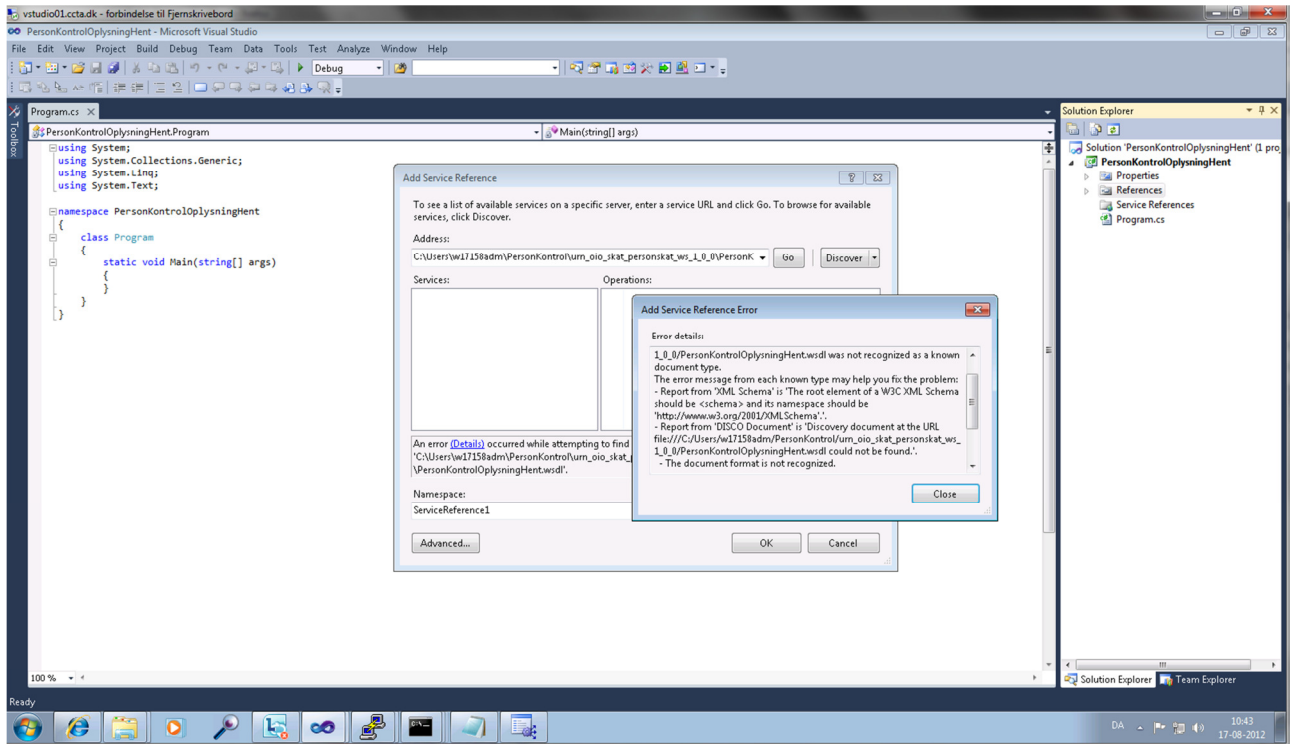 vstudio01.ccta.dk - forbindelse til Fjernskrivebord
PersonKontrolOplysningHent - Microsoft Visual Studio
File Edit View Project Build Debug Team Data Tools Test Analyze Window Help
Debug
Toolbox
Program.cs
PersonKontrolOplysningHent.Program
Main(string[] args)
using System;
using System.Collections.Generic;
using System.Linq;
using System.Text;
namespace PersonKontrolOplysningHent
{
class Program
{
static void Main(string[] args)
{
}
}
}
100 %
Add Service Reference
To see a list of available services on a specific server, enter a service URL and click Go. To browse for available
services, click Discover.
Address:
C:\Users\w17158adm\PersonKontrol\urn_oio_skat_personskat_ws_1_0_0\PersonK
Go
Discover
Services:
Operations:
An error (Details) occurred while attempting to find
'C:\Users\w17158adm\PersonKontrol\urn_oio_skat_
\PersonKontrolOplysningHent.wsdl'.
Namespace:
ServiceReference1
Advanced...
OK
Cancel
Add Service Reference Error
Error details:
1_0_0/PersonKontrolOplysningHent.wsdl was not recognized as a known
document type.
The error message from each known type may help you fix the problem:
- Report from 'XML Schema' is 'The root element of a W3C XML Schema
should be <schema> and its namespace should be
'http://www.w3.org/2001/XMLSchema'.'.
- Report from 'DISCO Document' is 'Discovery document at the URL
file:///C:/Users/w17158adm/PersonKontrol/urn_oio_skat_personskat_ws_
1_0_0/PersonKontrolOplysningHent.wsdl could not be found.'.
- The document format is not recognized.
Close
Solution Explorer
Solution 'PersonKontrolOplysningHent' (1 pro
PersonKontrolOplysningHent
Properties
References
Service References
Program.cs
Solution Explorer
Team Explorer
Ready
DA
10:43
17-08-2012